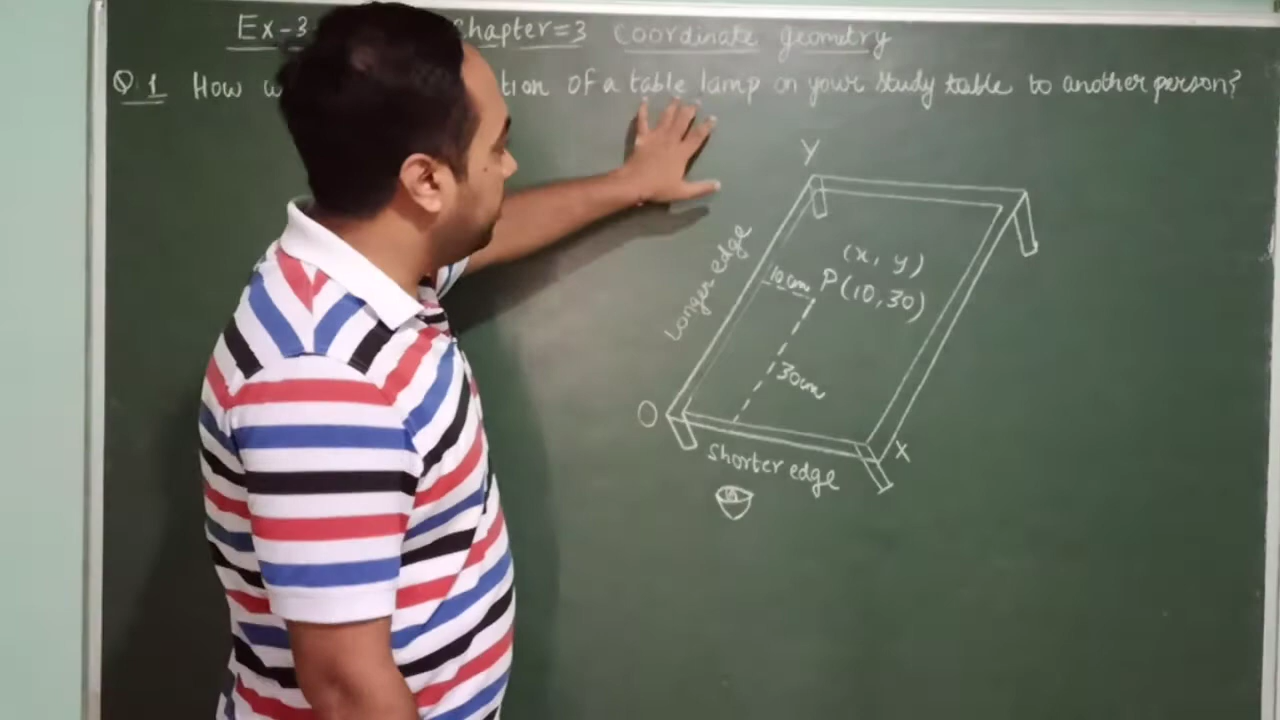 Ex-3 Chapter=3 Coordinate geometry
Q.1 How of a table lamp on your study table to another person?
Y
Longer edge
(x, y)
10cm P(10,30)
30cm
O
X
shorter edge